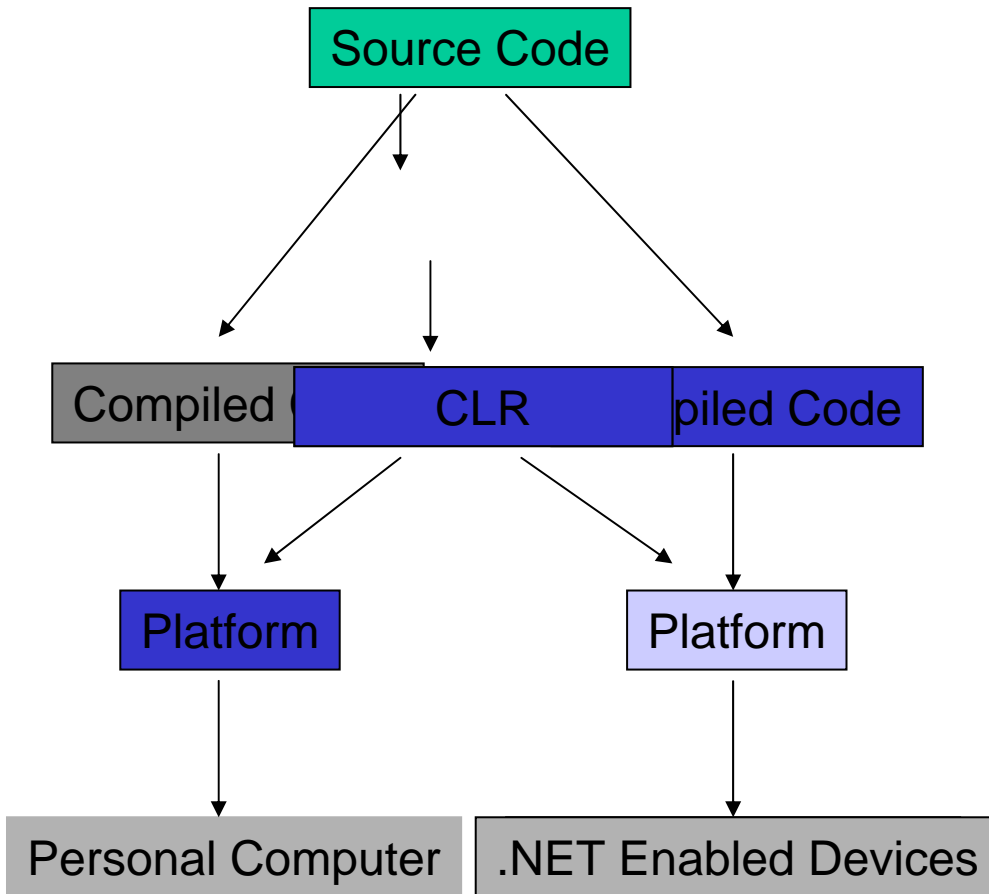 Source Code
Compiled
CLR
piled Code
Platform
Platform
Personal Computer
.NET Enabled Devices